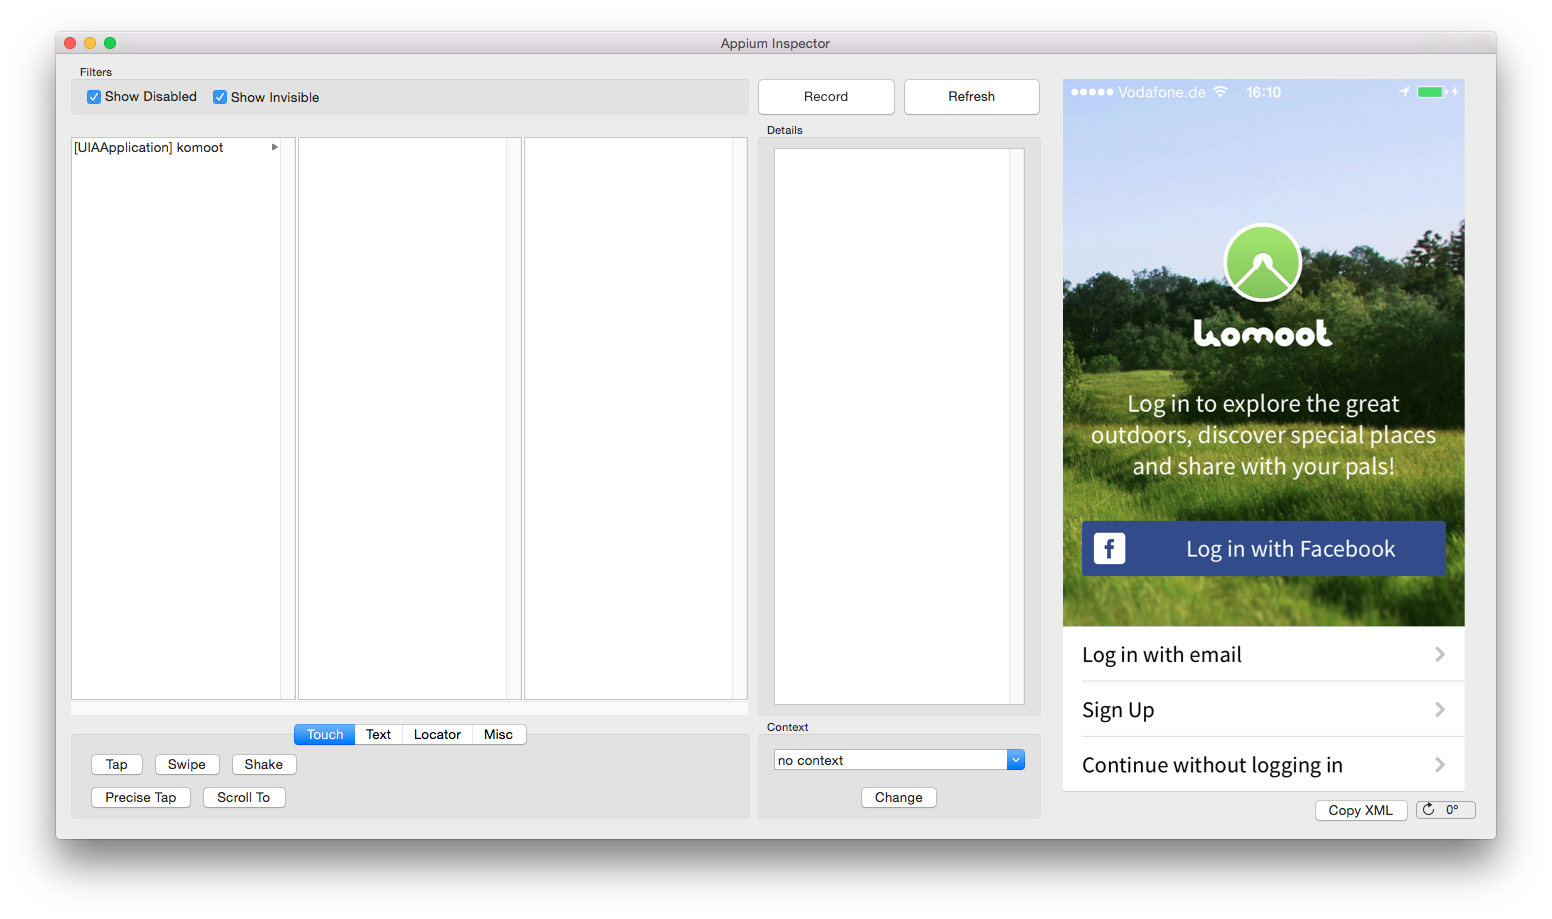 Appium Inspector
Filters
Show Disabled
Show Invisible
Record
Refresh
[UIAApplication] komoot
Details
Touch
Text
Locator
Misc
Tap
Swipe
Shake
Precise Tap
Scroll To
Context
no context
Change
Vodafone.de
16:10
komoot
Log in to explore the great
outdoors, discover special places
and share with your pals!
f
Log in with Facebook
Log in with email
Sign Up
Continue without logging in
Copy XML
0°